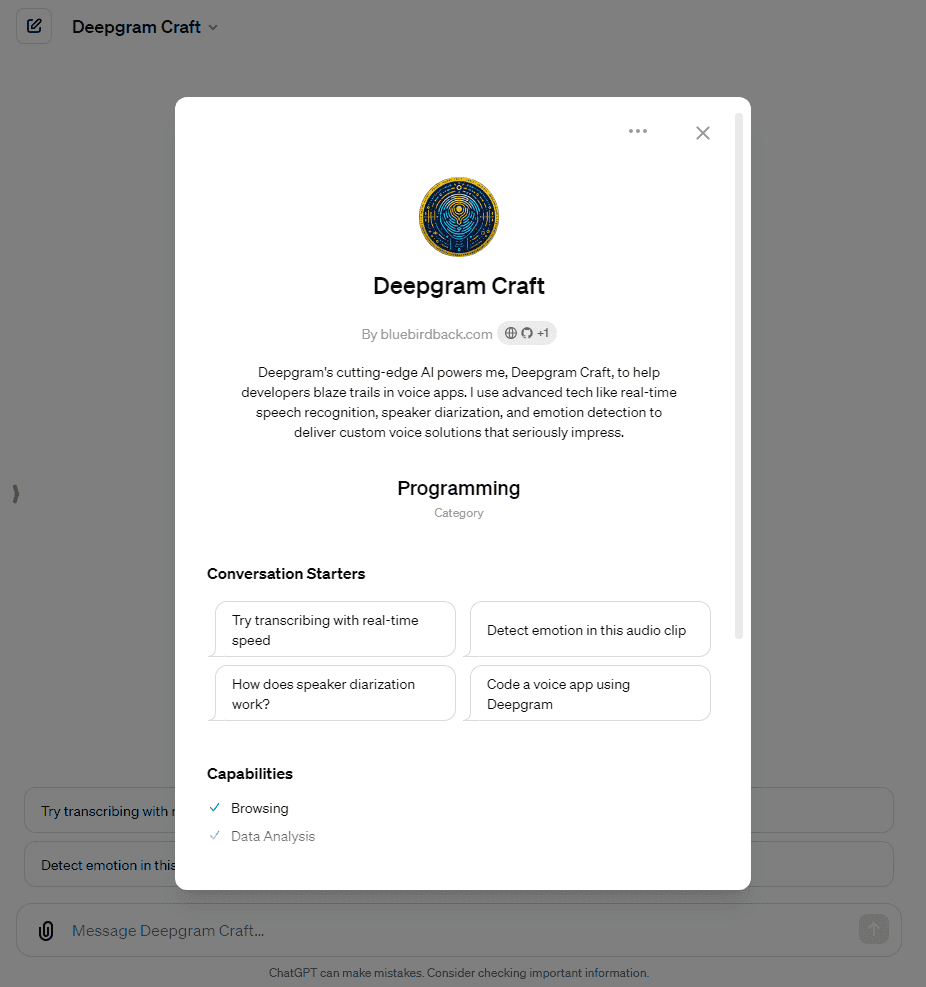 Deepgram Craft
Deepgram Craft
By bluebirdback.com +1
Deepgram's cutting-edge AI powers me, Deepgram Craft, to help
developers blaze trails in voice apps. I use advanced tech like real-time
speech recognition, speaker diarization, and emotion detection to
deliver custom voice solutions that seriously impress.
Programming
Category
Conversation Starters
Try transcribing with real-time
speed
Detect emotion in this audio clip
How does speaker diarization
work?
Code a voice app using
Deepgram
Capabilities
Browsing
Data Analysis
Try transcribing with
Detect emotion in this
Message Deepgram Craft...
ChatGPT can make mistakes. Consider checking important information.